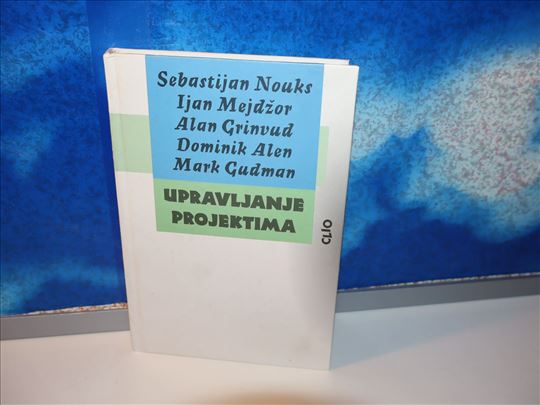 Sebastijan Nouks
Ijan Mejdžor
Alan Grinvud
Dominik Alen
Mark Gudman
UPRAVLJANJE
PROJEKTIMA
CLIO